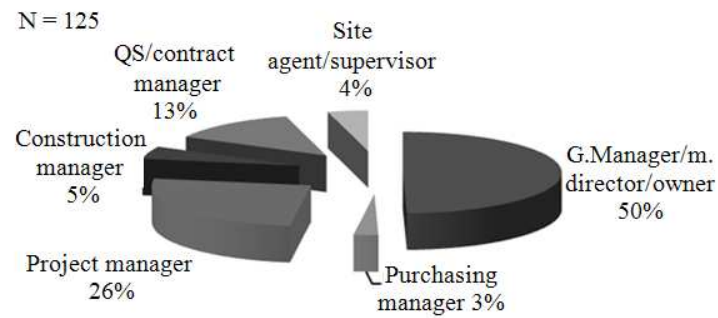 N = 125
Site
agent/supervisor
4%
QS/contract
manager
13%
Construction
manager
5%
G.Manager/m.
director/owner
50%
Project manager
26%
Purchasing
manager 3%